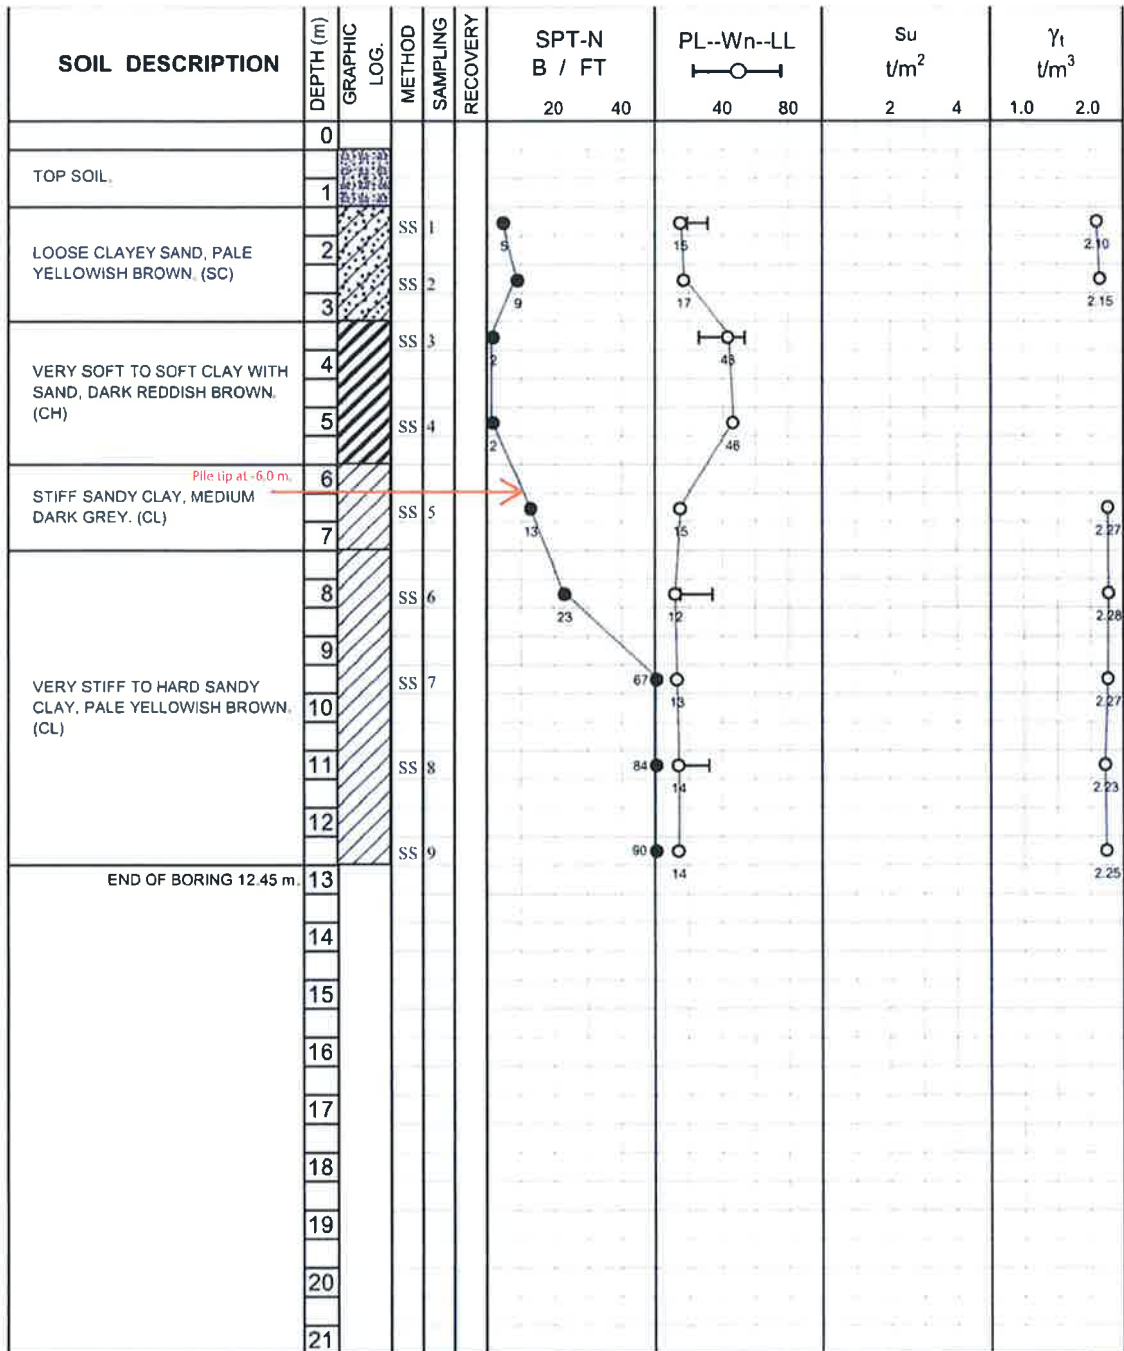 SOIL DESCRIPTION
DEPTH (m)
GRAPHIC
LOG.
METHOD
SAMPLING
RECOVERY
SPT-N
B / FT
20 40
PL--Wn--LL
40 80
Su
t/m²
2 4
γt
t/m³
1.0 2.0
0
TOP SOIL.
1
SS 1
5
15
2.10
2
LOOSE CLAYEY SAND, PALE
YELLOWISH BROWN. (SC)
SS 2
9
17
2.15
3
SS 3
2
43
4
VERY SOFT TO SOFT CLAY WITH
SAND, DARK REDDISH BROWN.
(CH)
5
SS 4
2
46
Pile tip at -6.0 m.
6
STIFF SANDY CLAY, MEDIUM
DARK GREY. (CL)
SS 5
13
15
2.27
7
8
SS 6
23
12
2.28
9
VERY STIFF TO HARD SANDY
CLAY, PALE YELLOWISH BROWN.
(CL)
SS 7
67
13
2.27
10
11
SS 8
84
14
2.23
12
SS 9
90
14
2.25
END OF BORING 12.45 m.
13
14
15
16
17
18
19
20
21